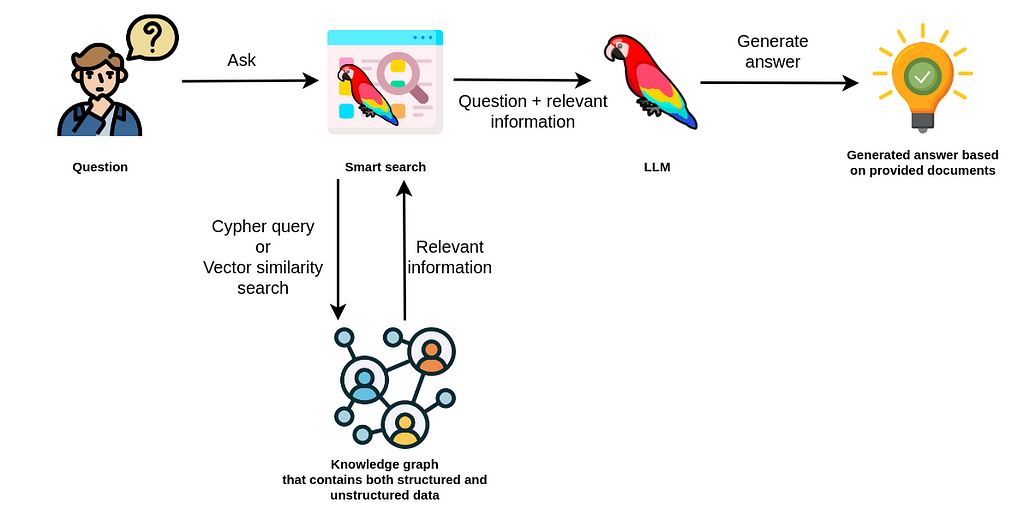 ?
Ask
Question
Smart search
Question + relevant
information
LLM
Generate
answer
Generated answer based
on provided documents
Cypher query
or
Vector similarity
search
Relevant
information
Knowledge graph
that contains both structured and
unstructured data